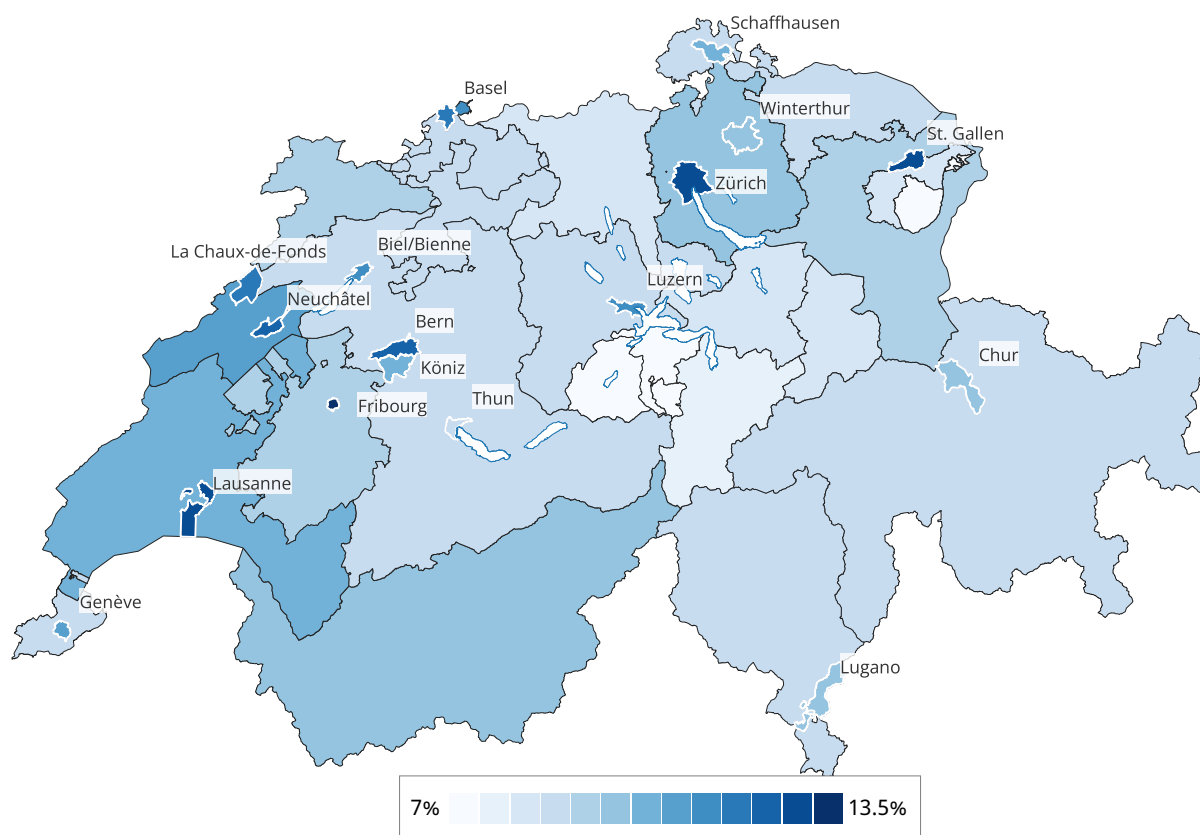 Schaffhausen
Basel
Winterthur
St. Gallen
Zürich
Biel/Bienne
La Chaux-de-Fonds
Luzern
Neuchâtel
Bern
Chur
Köniz
Thun
Fribourg
Lausanne
Genève
Lugano
7% 13.5%